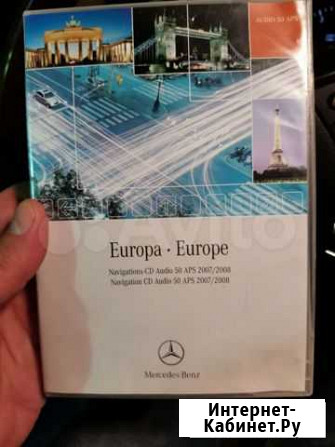 AUDIO 50 APS
Avito
Europa · Europe
Navigations-CD Audio 50 APS 2007/2008
Navigation CD Audio 50 APS 2007/2008
Mercedes-Benz
Интернет-
Кабинет.Ру